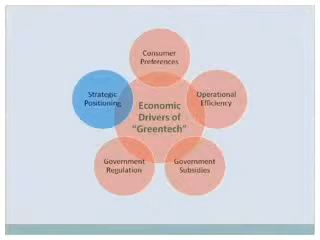 Consumer
Preferences
Strategic
Positioning
Operational
Efficiency
Economic
Drivers of
"Greentech"
Government
Regulation
Government
Subsidies